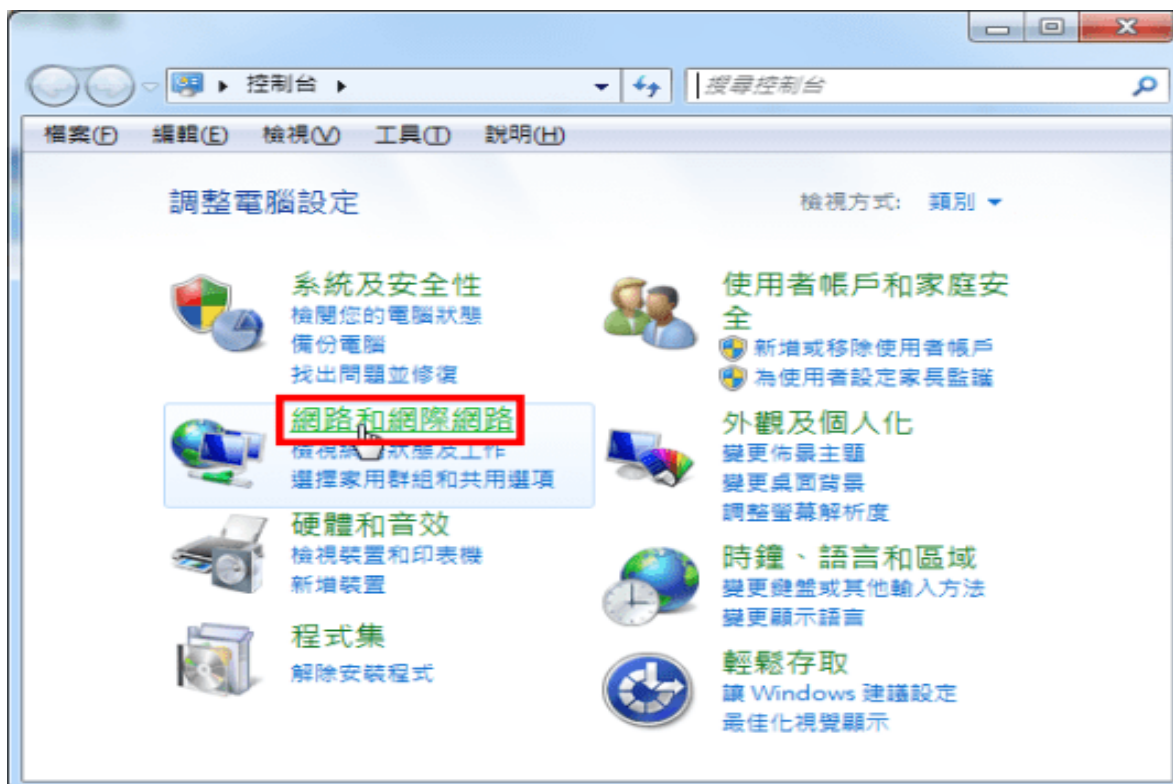 控制台
搜尋控制台
檔案(F) 編輯(E) 檢視(V) 工具(T) 說明(H)
調整電腦設定
檢視方式: 類別
系統及安全性
檢閱您的電腦狀態
備份電腦
找出問題並修復
網路和網際網路
檢視網 狀態及工作
選擇家用群組和共用選項
硬體和音效
檢視裝置和印表機
新增裝置
程式集
解除安裝程式
使用者帳戶和家庭安
全
新增或移除使用者帳戶
為使用者設定家長監護
外觀及個人化
變更佈景主題
變更桌面背景
調整螢幕解析度
時鐘、語言和區域
變更鍵盤或其他輸入方法
變更顯示語言
輕鬆存取
讓 Windows 建議設定
最佳化視覺顯示